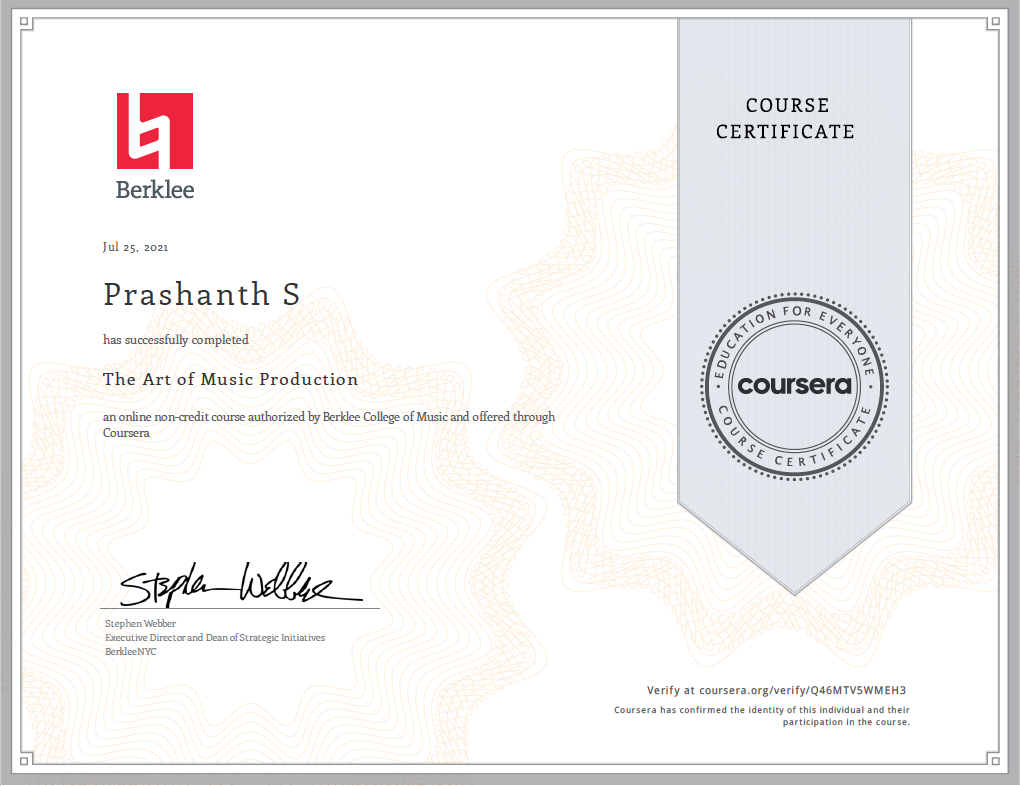 COURSE
CERTIFICATE
Berklee
Jul 25, 2021
Prashanth S
has successfully completed
The Art of Music Production
an online non-credit course authorized by Berklee College of Music and offered through
Coursera
EDUCATION FOR EVERYONE
coursera
COURSE CERTIFICATE
Stephen Webber
Stephen Webber
Executive Director and Dean of Strategic Initiatives
BerkleeNYC
Verify at coursera.org/verify/Q46MTV5WMEH3
Coursera has confirmed the identity of this individual and their
participation in the course.